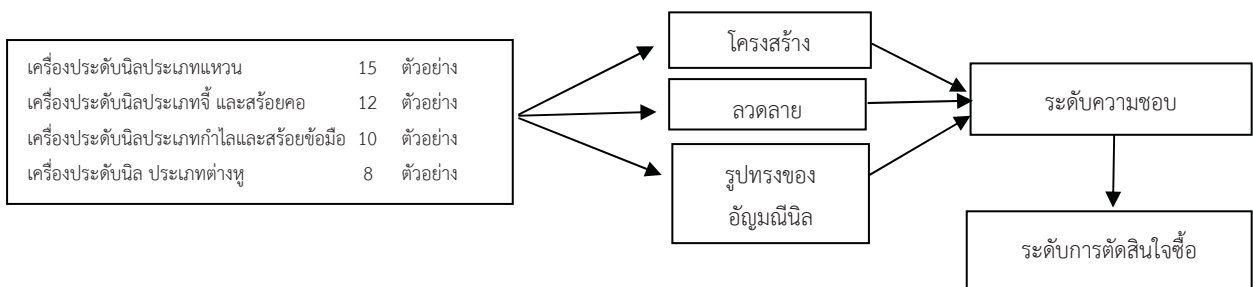 เครื่องประดับนิลประเภทแหวน 15 ตัวอย่าง
เครื่องประดับนิลประเภทจี้ และสร้อยคอ 12 ตัวอย่าง
เครื่องประดับนิลประเภทกำไลและสร้อยข้อมือ 10 ตัวอย่าง
เครื่องประดับนิล ประเภทต่างหู 8 ตัวอย่าง
โครงสร้าง
ลวดลาย
รูปทรงของ
อัญมณีนิล
ระดับความชอบ
ระดับการตัดสินใจซื้อ